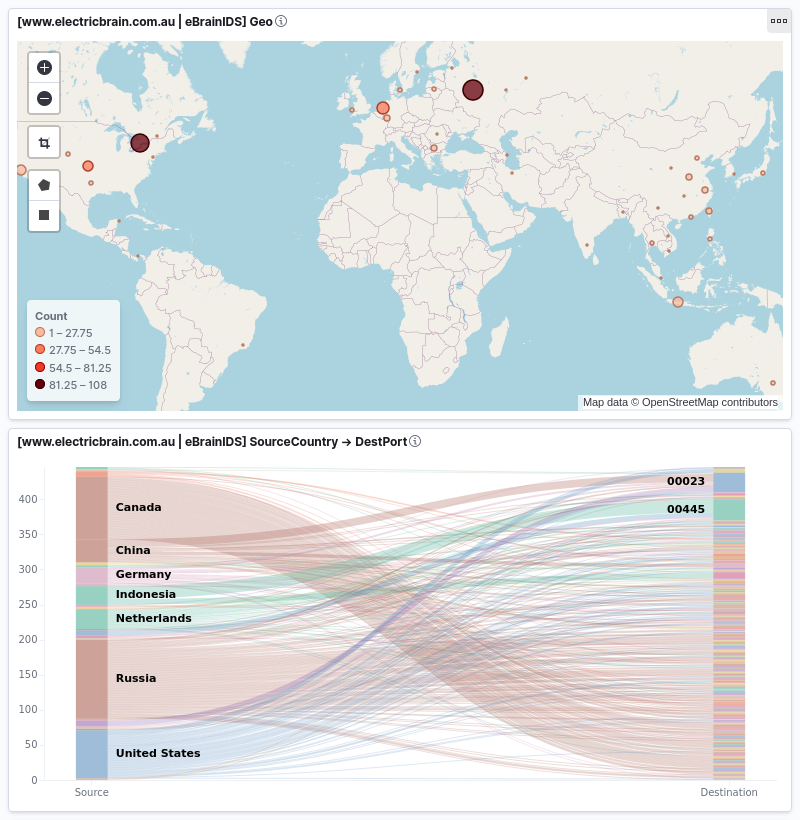 [www.electricbrain.com.au | eBrainIDS] Geo
Count
1 – 27.75
27.75 – 54.5
54.5 – 81.25
81.25 – 108
Map data © OpenStreetMap contributors
[www.electricbrain.com.au | eBrainIDS] SourceCountry → DestPort
400
350
300
250
200
150
100
50
0
Canada
China
Germany
Indonesia
Netherlands
Russia
United States
00023
00445
Source
Destination